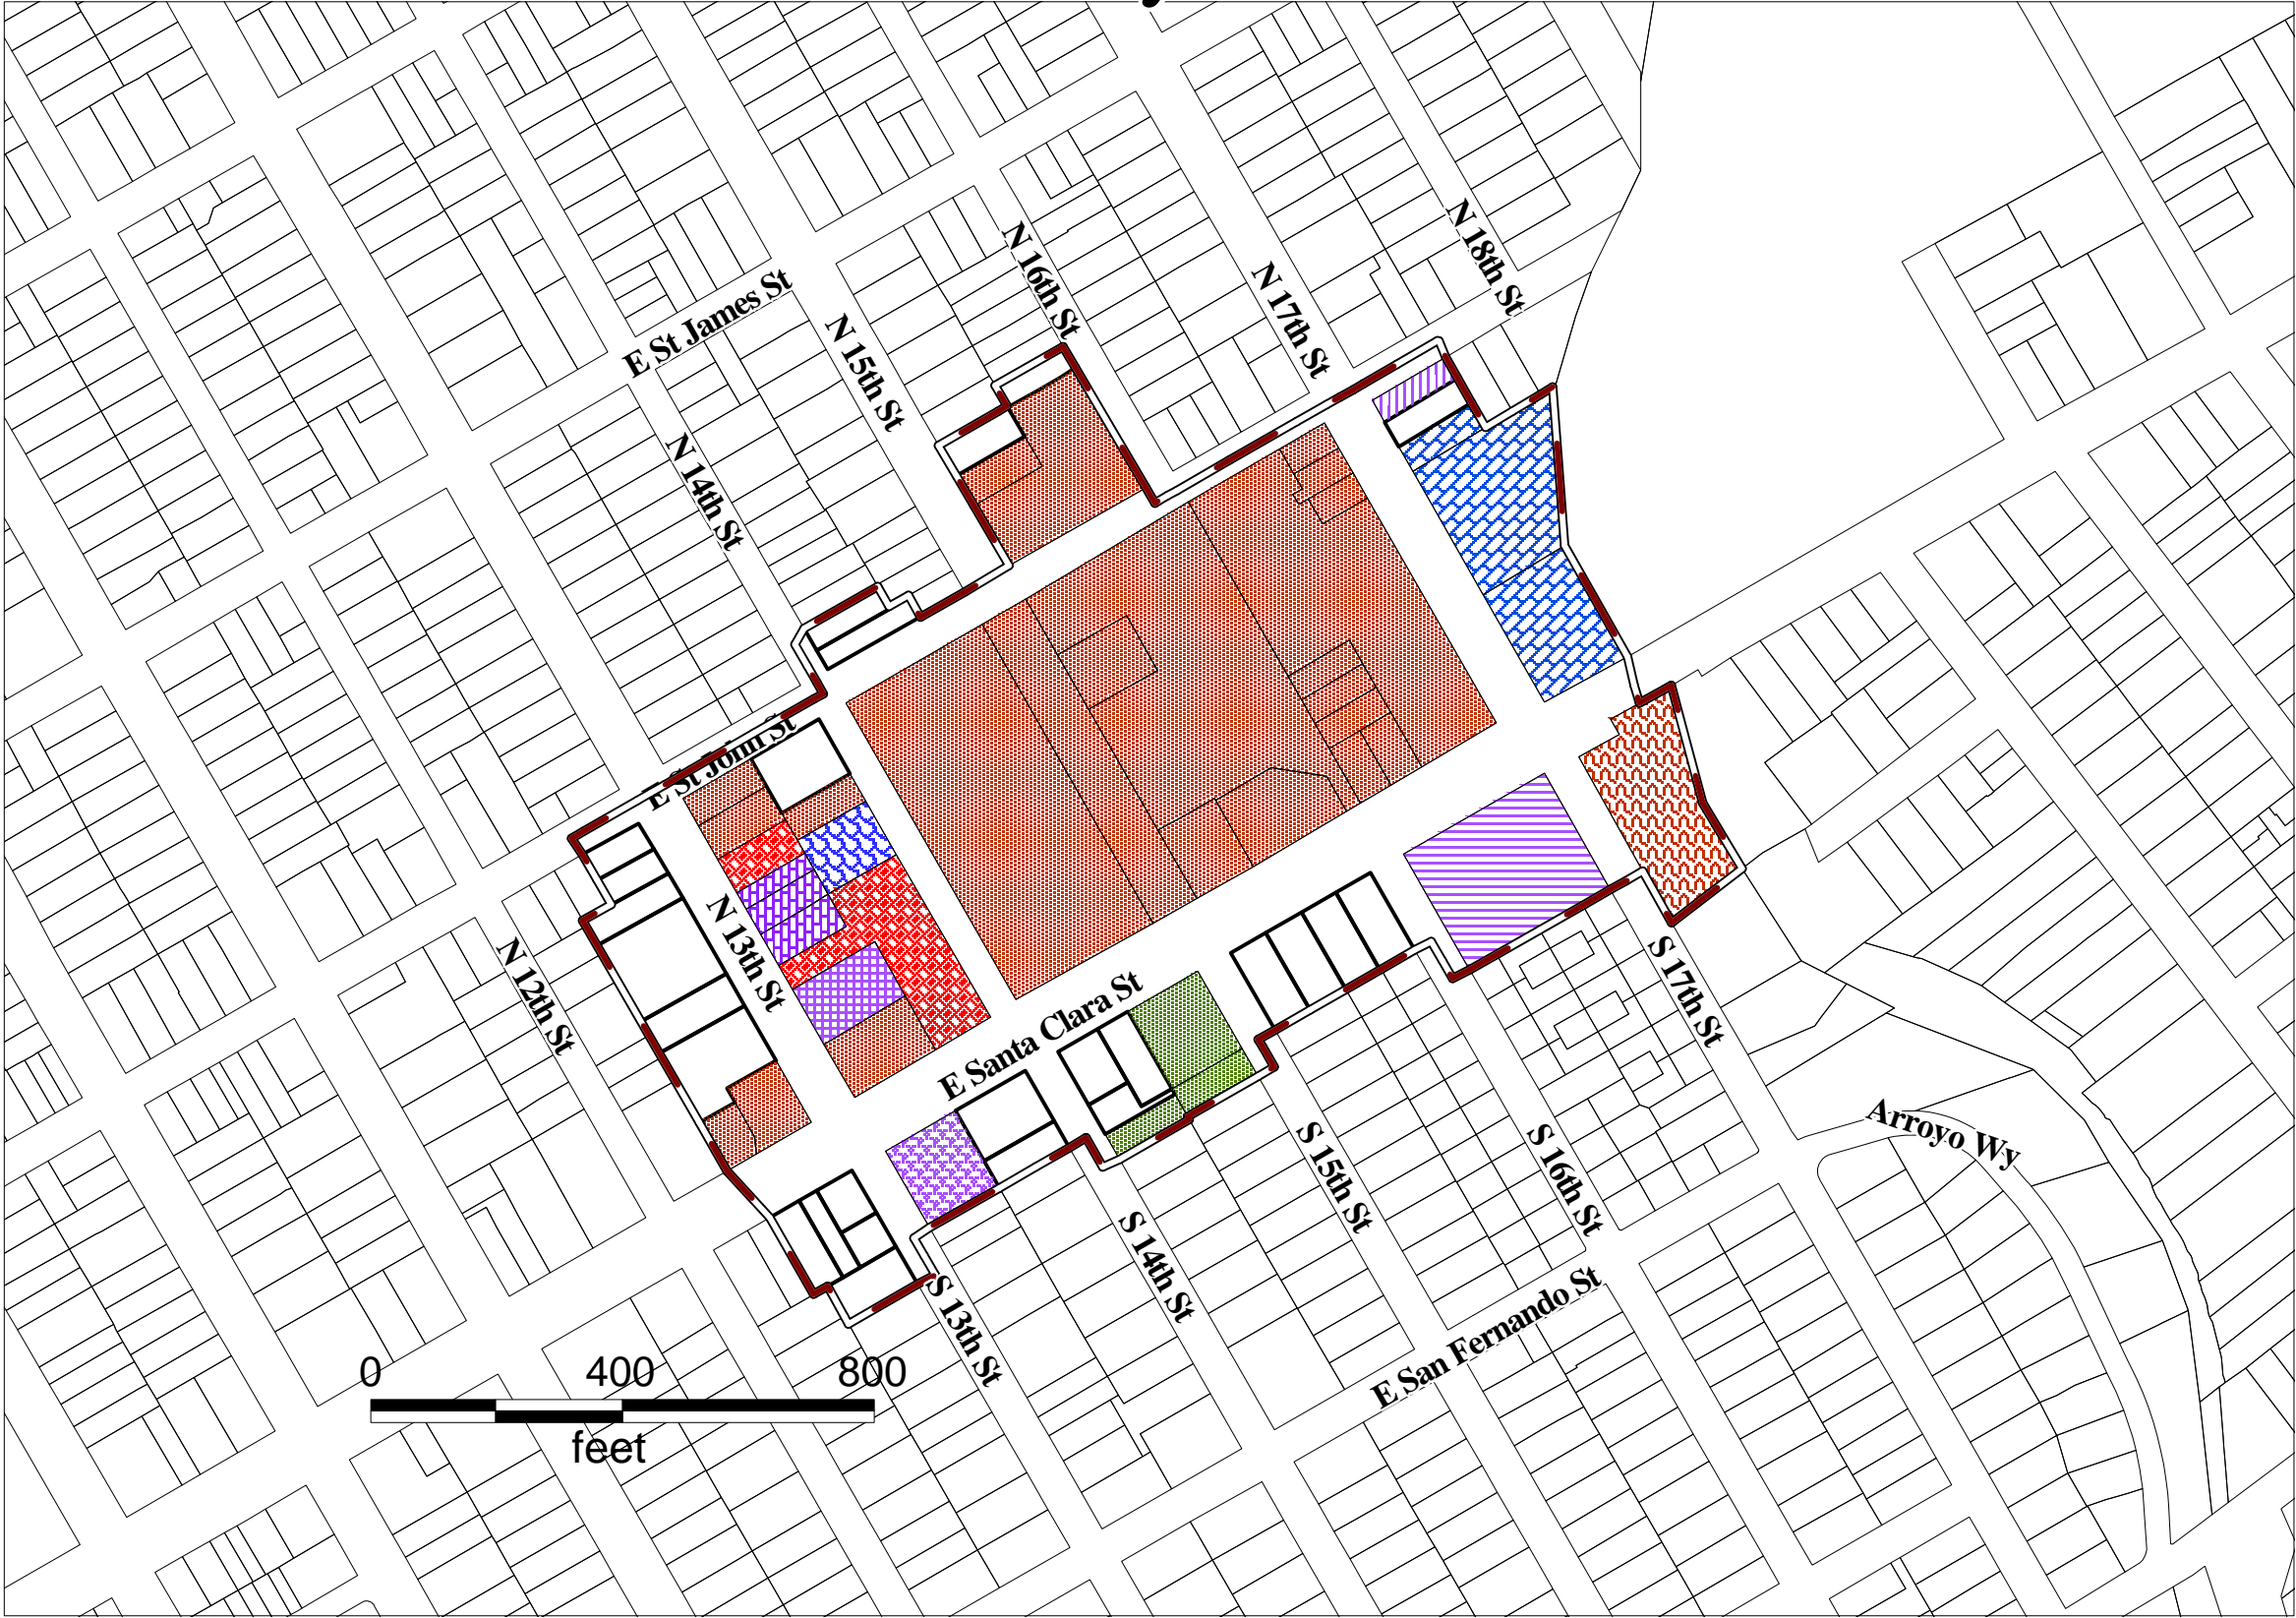 N 18th St
N 16th St
N 17th St
E St James St
N 15th St
N 14th St
E St John St
N 13th St
N 12th St
S 17th St
E Santa Clara St
Arroyo Wy
S 15th St
S 16th St
S 14th St
S 13th St
E San Fernando St
0 400 800
feet